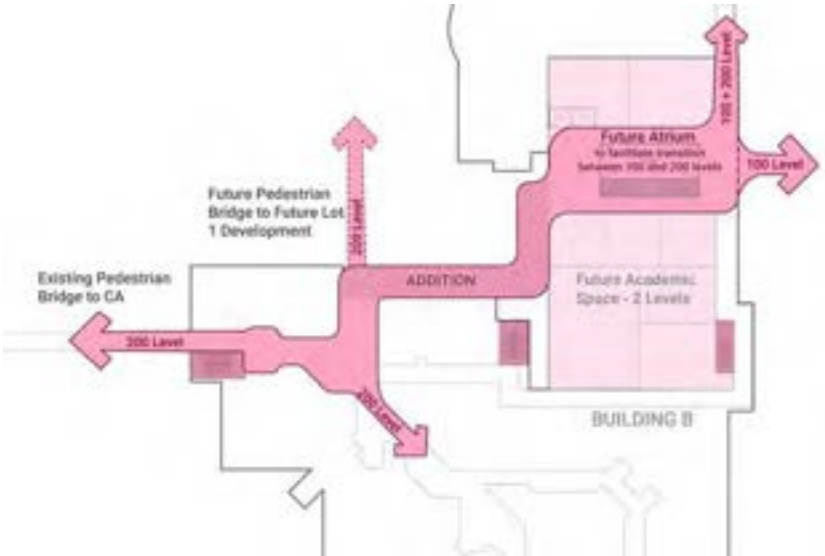 100 + 200 Level
Future Atrium
to facilitate transition
between 100 and 200 levels
100 Level
Future Pedestrian
Bridge to Future Lot
1 Development
200 Level
Existing Pedestrian
Bridge to CA
ADDITION
Future Academic
Space - 2 Levels
200 Level
200 Level
BUILDING B